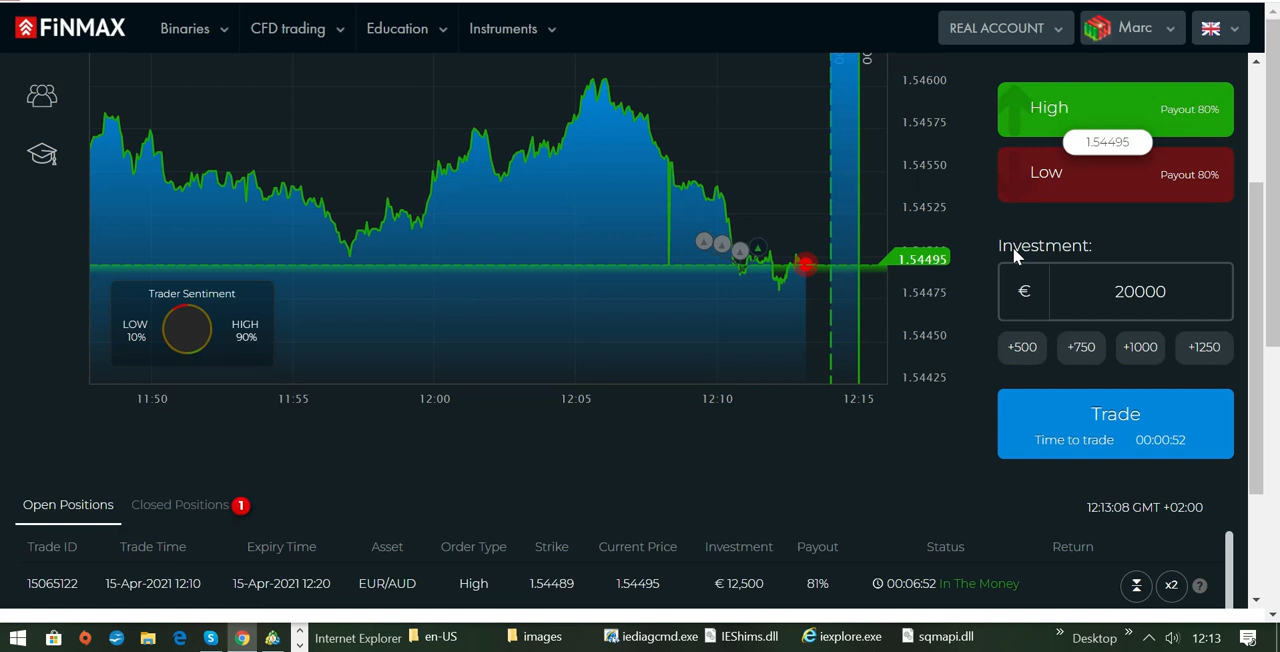 FiNMAX Binaries CFD trading Education Instruments REAL ACCOUNT Marc
1.54600
1.54575
1.54550
1.54525
1.54495
1.54475
1.54450
1.54425
Trader Sentiment
LOW HIGH
10% 90%
11:50 11:55 12:00 12:05 12:10 12:15
High Payout 80%
1.54495
Low Payout 80%
Investment:
€ 20000
+500 +750 +1000 +1250
Trade
Time to trade 00:00:52
Open Positions Closed Positions 1 12:13:08 GMT +02:00
Trade ID Trade Time Expiry Time Asset Order Type Strike Current Price Investment Payout Status Return
15065122 15-Apr-2021 12:10 15-Apr-2021 12:20 EUR/AUD High 1.54489 1.54495 € 12,500 81% 00:06:52 In The Money x2 ?
Internet Explorer en-US images iediagcmd.exe IEShims.dll iexplore.exe sqmapi.dll » Desktop » 12:13